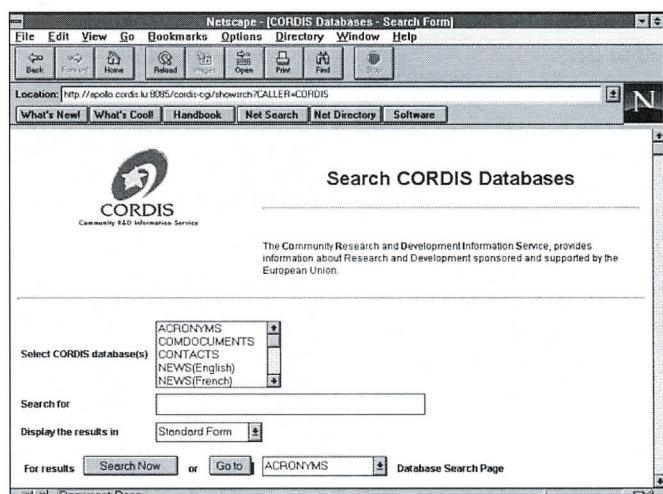 Netscape - [CORDIS Databases - Search Form]
File Edit View Go Bookmarks Options Directory Window Help
Back Forward Home Reload Images Open Print Find Stop
Location: http://apollo.cordis.lu:8085/cordis-cgi/showsrch?CALLER=CORDIS
N
What's New! What's Cool! Handbook Net Search Net Directory Software
CORDIS
Community R&D Information Service
Search CORDIS Databases
The Community Research and Development Information Service, provides
information about Research and Development sponsored and supported by the
European Union.
Select CORDIS database(s)
ACRONYMS
COMDOCUMENTS
CONTACTS
NEWS(English)
NEWS(French)
Search for
Display the results in Standard Form
For results Search Now or Go to ACRONYMS Database Search Page
Document Done